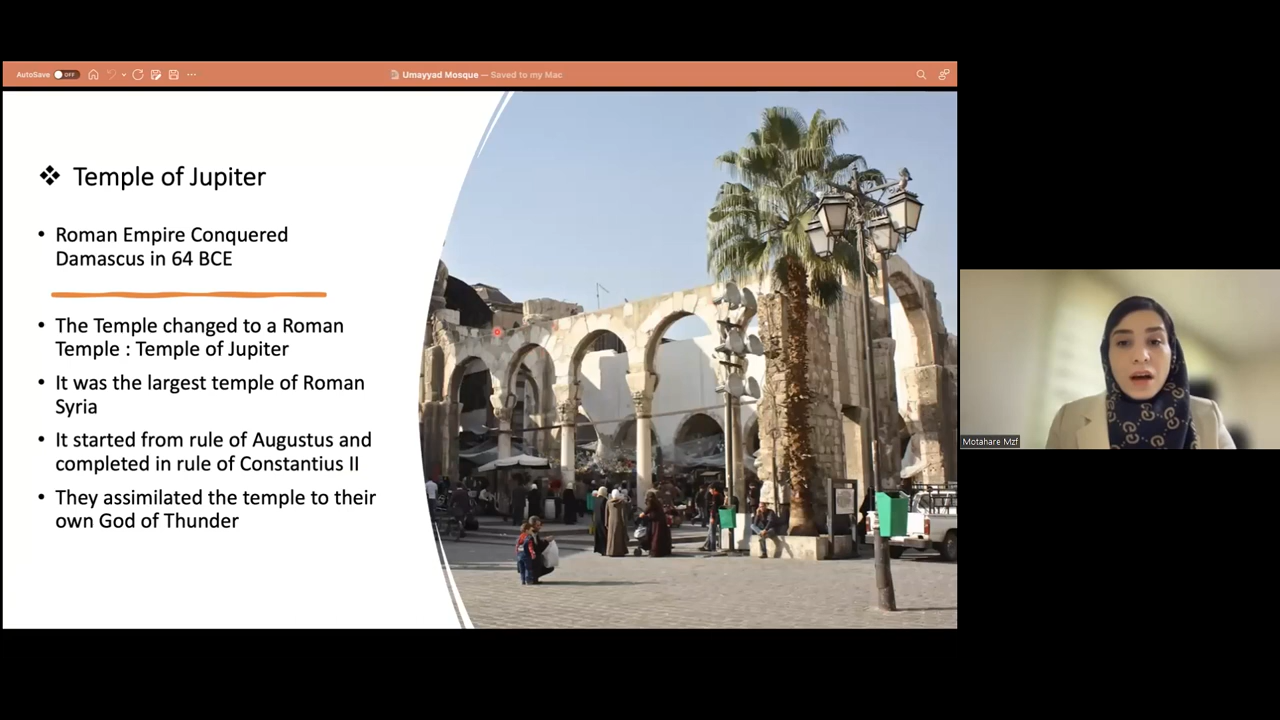 AutoSave OFF
Umayyad Mosque — Saved to my Mac
❖ Temple of Jupiter
• Roman Empire Conquered
Damascus in 64 BCE
• The Temple changed to a Roman
Temple : Temple of Jupiter
• It was the largest temple of Roman
Syria
• It started from rule of Augustus and
completed in rule of Constantius II
• They assimilated the temple to their
own God of Thunder
Motahare Mzf